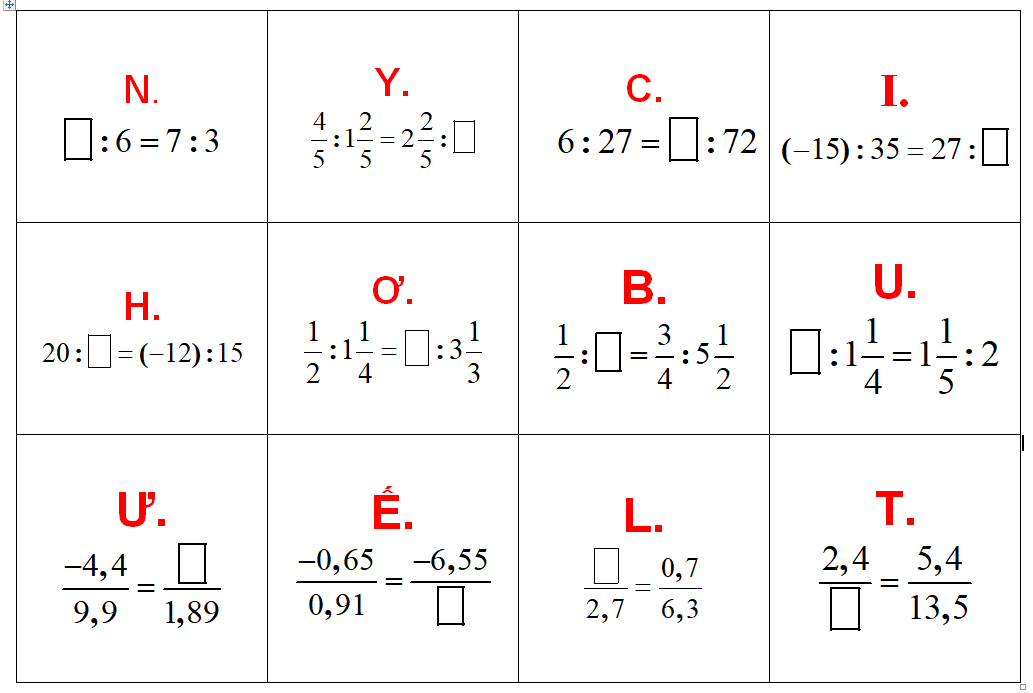 N.
□ : 6 = 7 : 3
Y.
4/5 : 1 2/5 = 2 2/5 : □
C.
6 : 27 = □ : 72
I.
(−15) : 35 = 27 : □
H.
20 : □ = (−12) : 15
Ơ.
1/2 : 1 1/4 = □ : 3 1/3
B.
1/2 : □ = 3/4 : 5 1/2
U.
□ : 1 1/4 = 1 1/5 : 2
Ư.
−4,4/9,9 = □/1,89
Ế.
−0,65/0,91 = −6,55/□
L.
□/2,7 = 0,7/6,3
T.
2,4/□ = 5,4/13,5